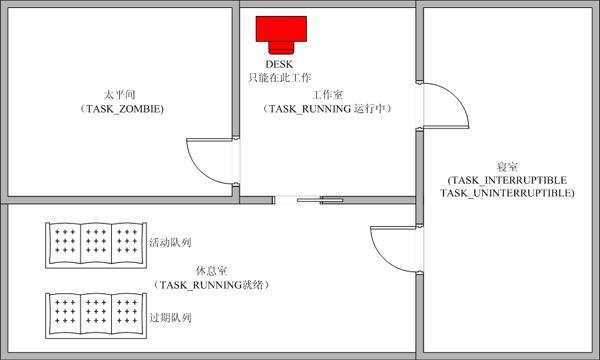 DESK
只能在此工作
太平间
（TASK_ZOMBIE)
工作室
（TASK_RUNNING 运行中）
寝室
(TASK_INTERRUPTIBLE
TASK_UNINTERRUPTIBLE)
活动队列
休息室
（TASK_RUNNING就绪）
过期队列